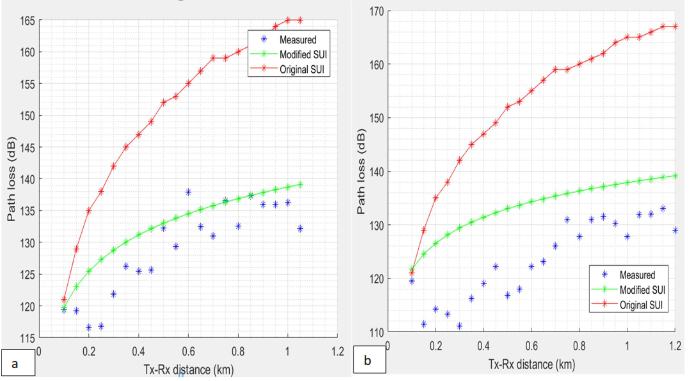 165
160
155
150
145
140
135
130
125
120
115
Path loss (dB)
0
0.2
0.4
0.6
0.8
1
1.2
Tx-Rx distance (km)
Measured
Modified SUI
Original SUI
a
170
160
150
140
130
120
110
Path loss (dB)
0
0.2
0.4
0.6
0.8
1
1.2
Tx-Rx distance (km)
Measured
Modified SUI
Original SUI
b